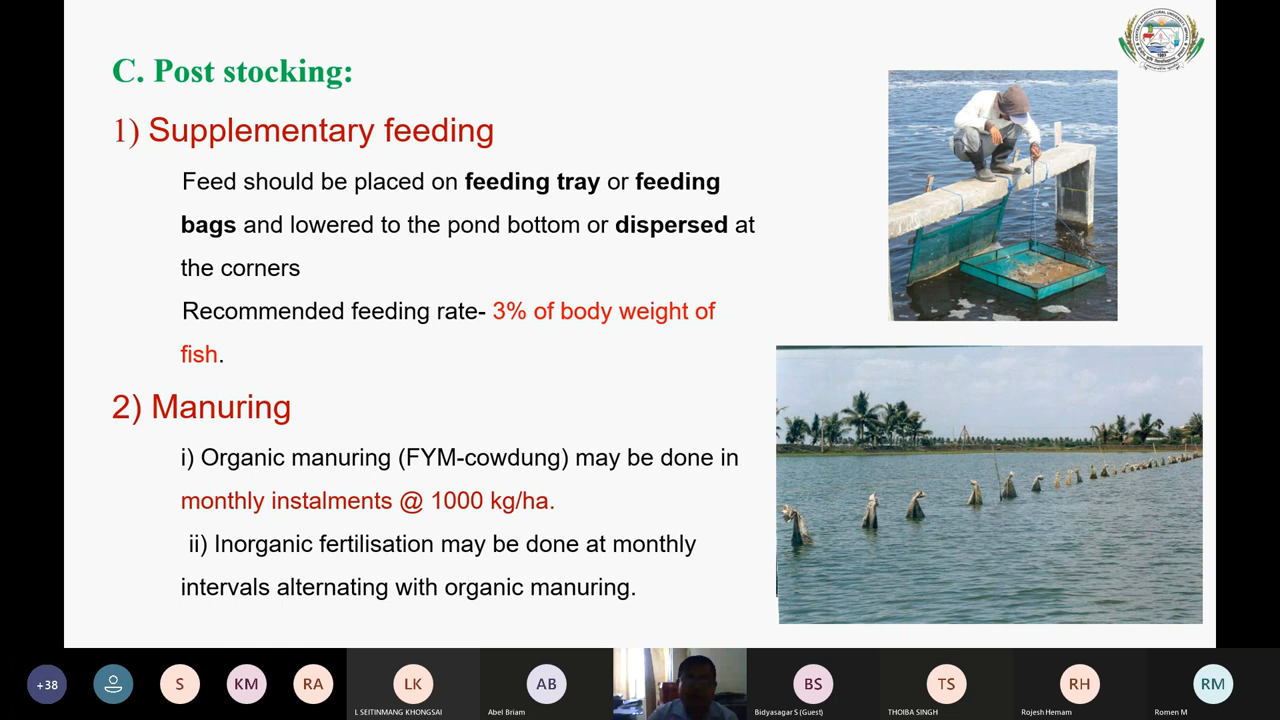 C. Post stocking:
1) Supplementary feeding
Feed should be placed on feeding tray or feeding
bags and lowered to the pond bottom or dispersed at
the corners
Recommended feeding rate- 3% of body weight of
fish.
2) Manuring
i) Organic manuring (FYM-cowdung) may be done in
monthly instalments @ 1000 kg/ha.
ii) Inorganic fertilisation may be done at monthly
intervals alternating with organic manuring.
+38
S
KM
RA
LK
AB
BS
TS
RH
RM
L SEITINMANG KHONGSAI
Abel Briam
Bidyasagar S (Guest)
THOIBA SINGH
Rojesh Hemam
Romen M